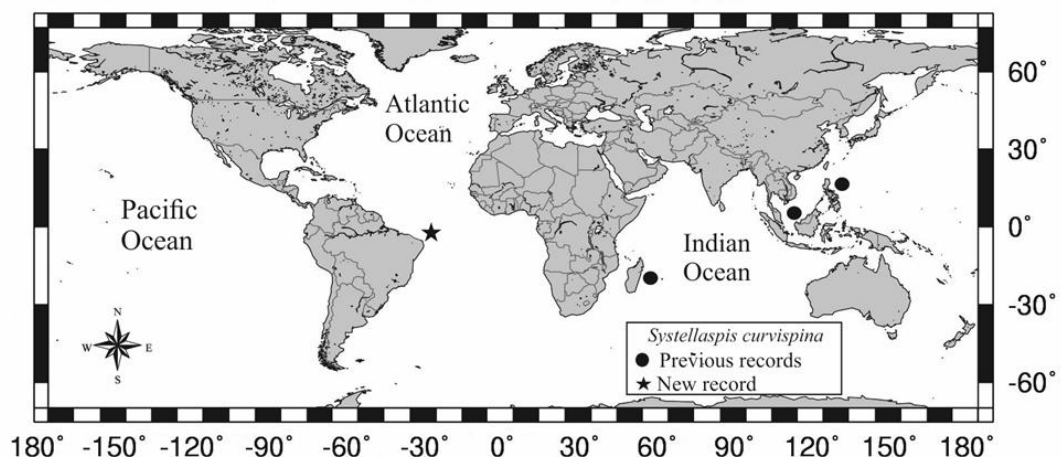 Atlantic
Ocean
60˚
30˚
Pacific
Ocean
0˚
Indian
Ocean
-30˚
N
W E
S
Systellaspis curvispina
Previous records
New record
-60˚
180˚ -150˚ -120˚ -90˚ -60˚ -30˚ 0˚ 30˚ 60˚ 90˚ 120˚ 150˚ 180˚